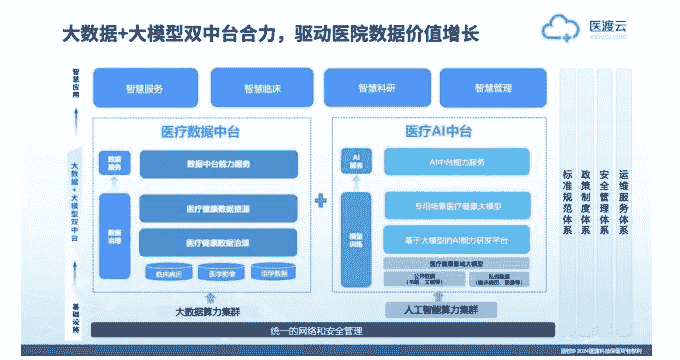 大数据+大模型双中台合力，驱动医院数据价值增长
医渡云
YIDUCLOUD
智慧应用
智慧服务
智慧临床
智慧科研
智慧管理
大数据+大模型双中台
医疗数据中台
数据服务
数据中台能力服务
数据治理
医疗健康数据资源
医疗健康数据治理
临床病历
医学影像
组学数据
大数据算力集群
医疗AI中台
AI服务
AI中台能力服务
模型训练
专用场景医疗健康大模型
基于大模型的AI能力研发平台
医疗健康领域大模型
公共数据
私有数据
人工智能算力集群
基础设施
统一的网络和安全管理
标准规范体系
政策制度体系
安全管理体系
运维服务体系